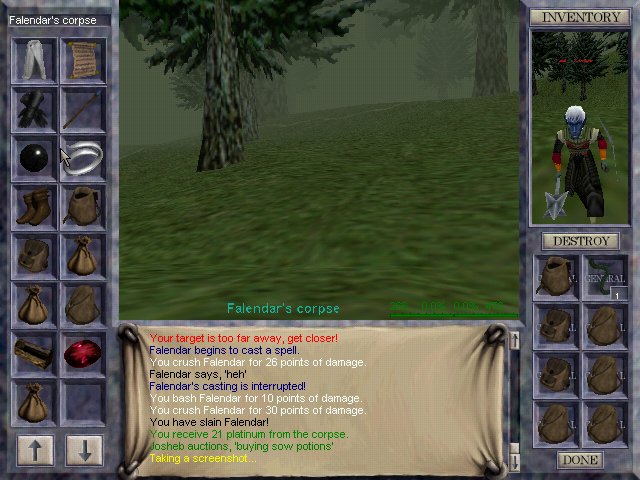 Falendar's corpse
INVENTORY
DESTROY
GENERAL
1
Falendar's corpse
Your target is too far away, get closer!
Falendar begins to cast a spell.
You crush Falendar for 26 points of damage.
Falendar says, 'heh'
Falendar's casting is interrupted!
You bash Falendar for 10 points of damage.
You crush Falendar for 30 points of damage.
You have slain Falendar!
You receive 21 platinum from the corpse.
Josheb auctions, 'buying sow potions'
Taking a screenshot...
DONE